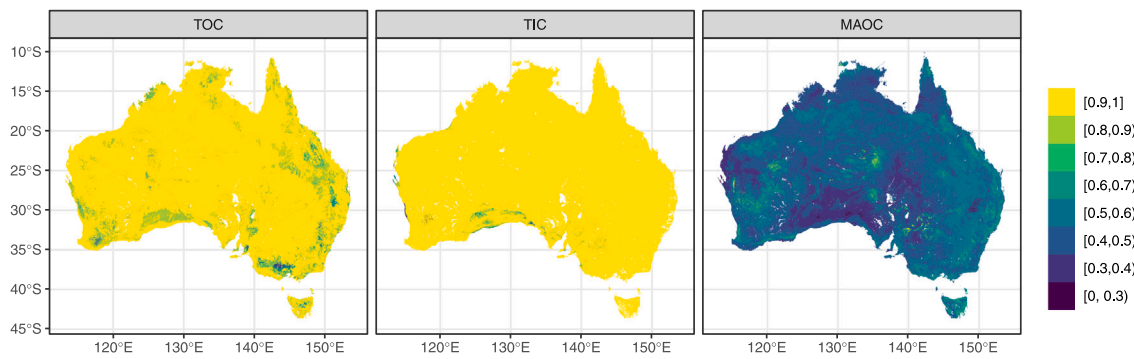 TOC TIC MAOC
10°S
15°S
20°S
25°S
30°S
35°S
40°S
45°S
120°E 130°E 140°E 150°E 120°E 130°E 140°E 150°E 120°E 130°E 140°E 150°E
[0.9,1]
[0.8,0.9)
[0.7,0.8)
[0.6,0.7)
[0.5,0.6)
[0.4,0.5)
[0.3,0.4)
[0, 0.3)